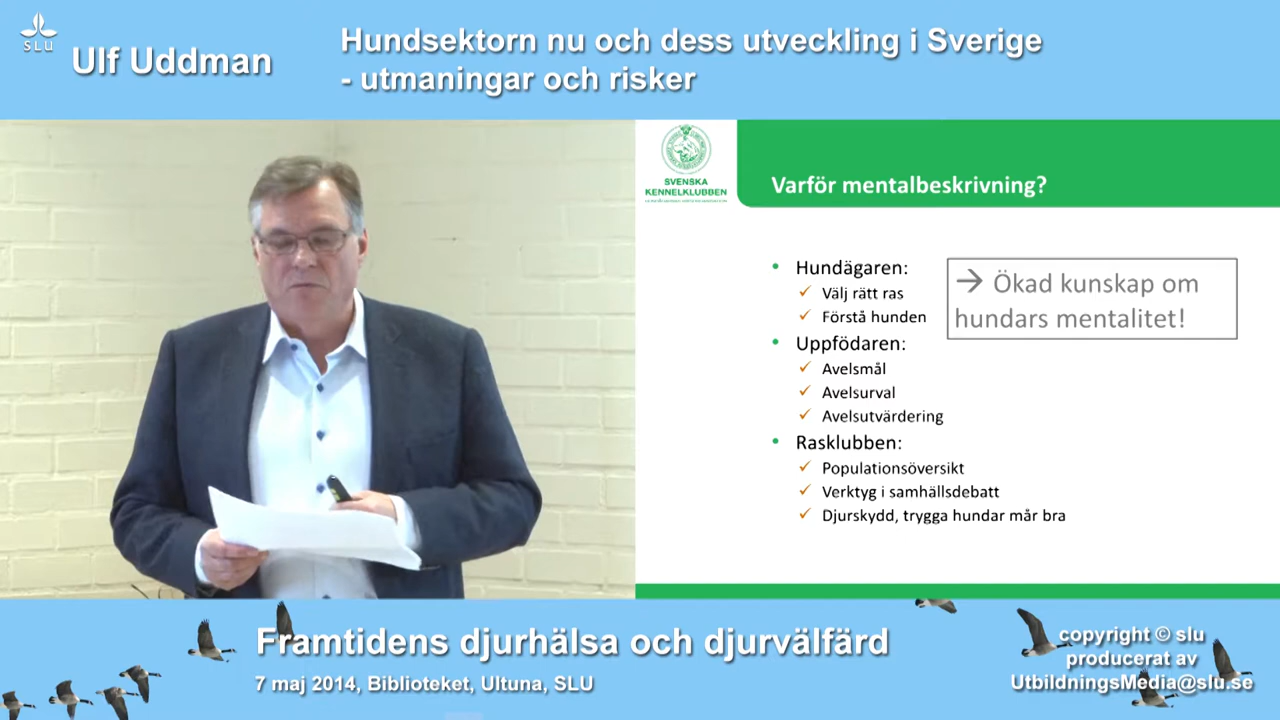 SLU
Ulf Uddman
Hundsektorn nu och dess utveckling i Sverige
- utmaningar och risker
SVENSKA
KENNELKLUBBEN
Varför mentalbeskrivning?
• Hundägaren:
✓ Välj rätt ras
✓ Förstå hunden
→ Ökad kunskap om
hundars mentalitet!
• Uppfödaren:
✓ Avelsmål
✓ Avelsurval
✓ Avelsutvärdering
• Rasklubben:
✓ Populationsöversikt
✓ Verktyg i samhällsdebatt
✓ Djurskydd, trygga hundar mår bra
Framtidens djurhälsa och djurvälfärd
7 maj 2014, Biblioteket, Ultuna, SLU
copyright © slu
producerat av
UtbildningsMedia@slu.se